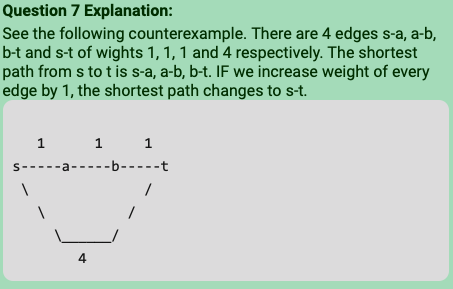 Question 7 Explanation:
See the following counterexample. There are 4 edges s-a, a-b,
b-t and s-t of wights 1, 1, 1 and 4 respectively. The shortest
path from s to t is s-a, a-b, b-t. IF we increase weight of every
edge by 1, the shortest path changes to s-t.
1 1 1
s-----a-----b-----t
\ /
\ /
\______/
4